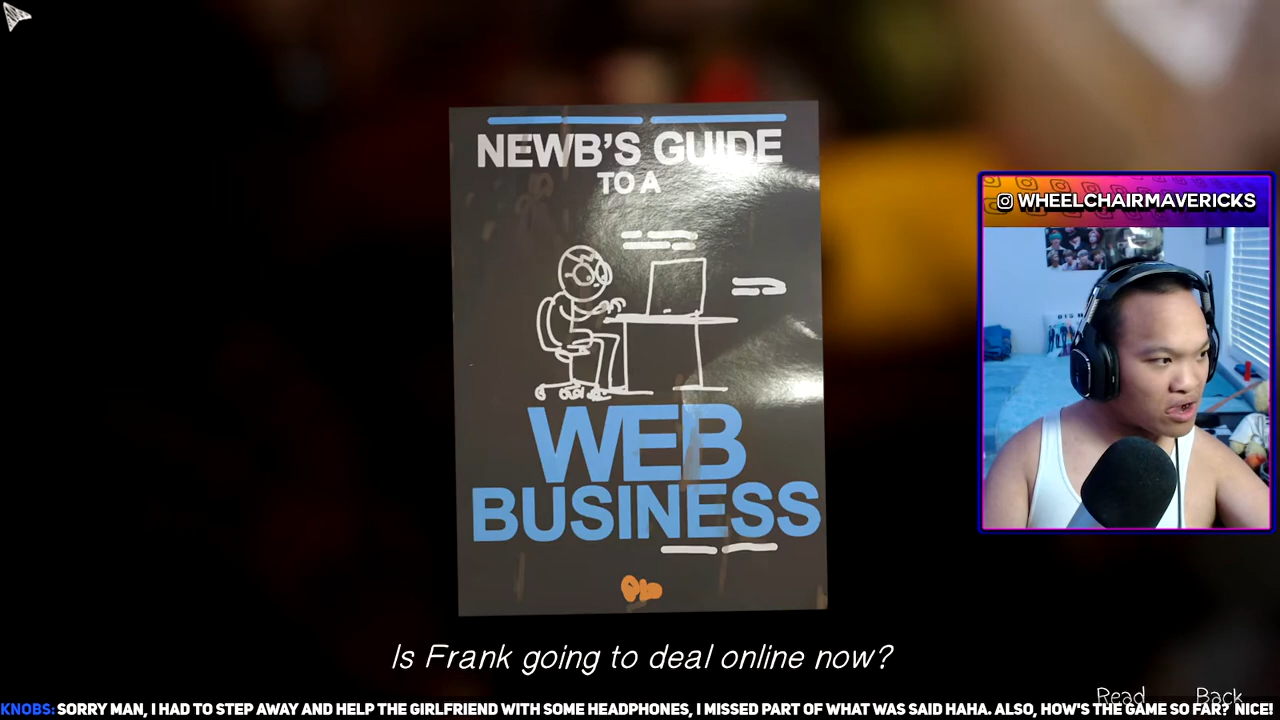 NEWB'S GUIDE
TO A
WEB
BUSINESS
WHEELCHAIRMAVERICKS
Is Frank going to deal online now?
Read Back
KNOBS: SORRY MAN, I HAD TO STEP AWAY AND HELP THE GIRLFRIEND WITH SOME HEADPHONES, I MISSED PART OF WHAT WAS SAID HAHA. ALSO, HOW'S THE GAME SO FAR? NICE!